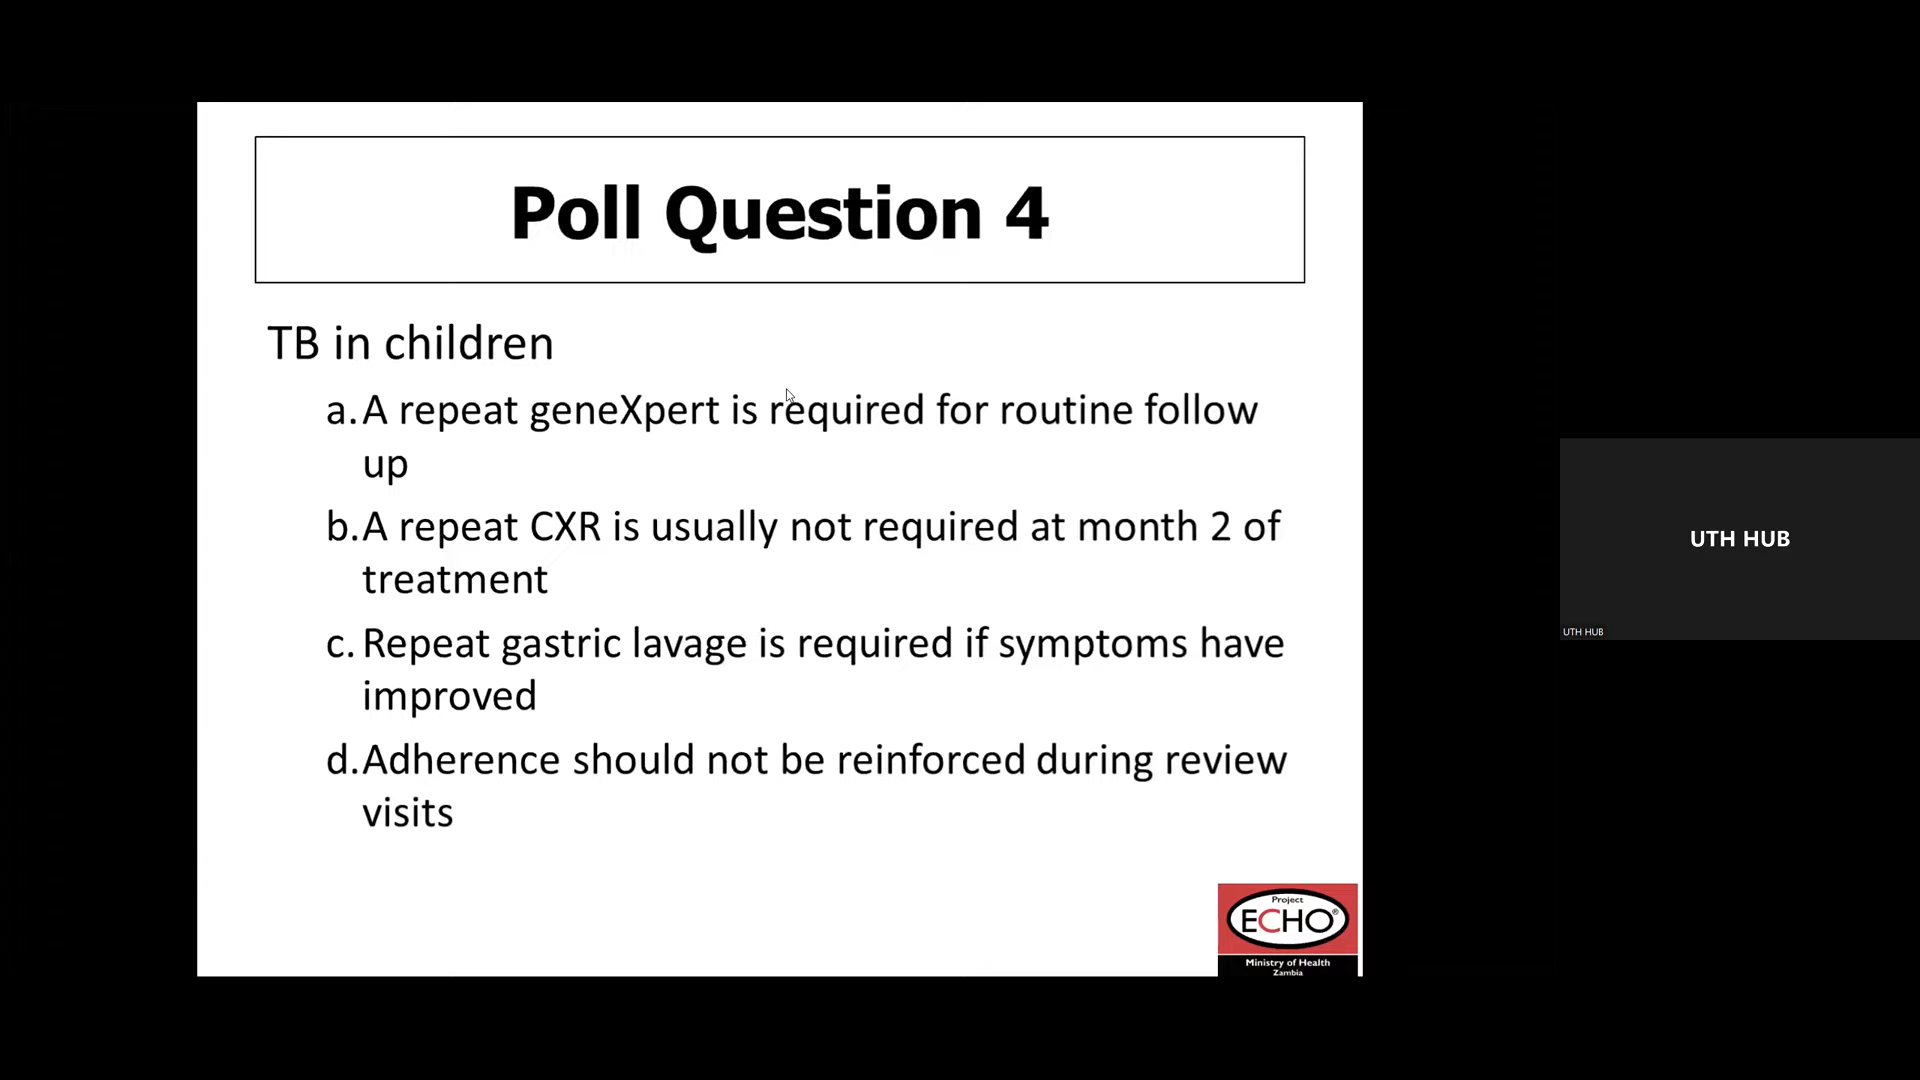 Poll Question 4
TB in children
a. A repeat geneXpert is required for routine follow
up
b. A repeat CXR is usually not required at month 2 of
treatment
c. Repeat gastric lavage is required if symptoms have
improved
d. Adherence should not be reinforced during review
visits
Project
ECHO®
Ministry of Health
Zambia
UTH HUB
UTH HUB